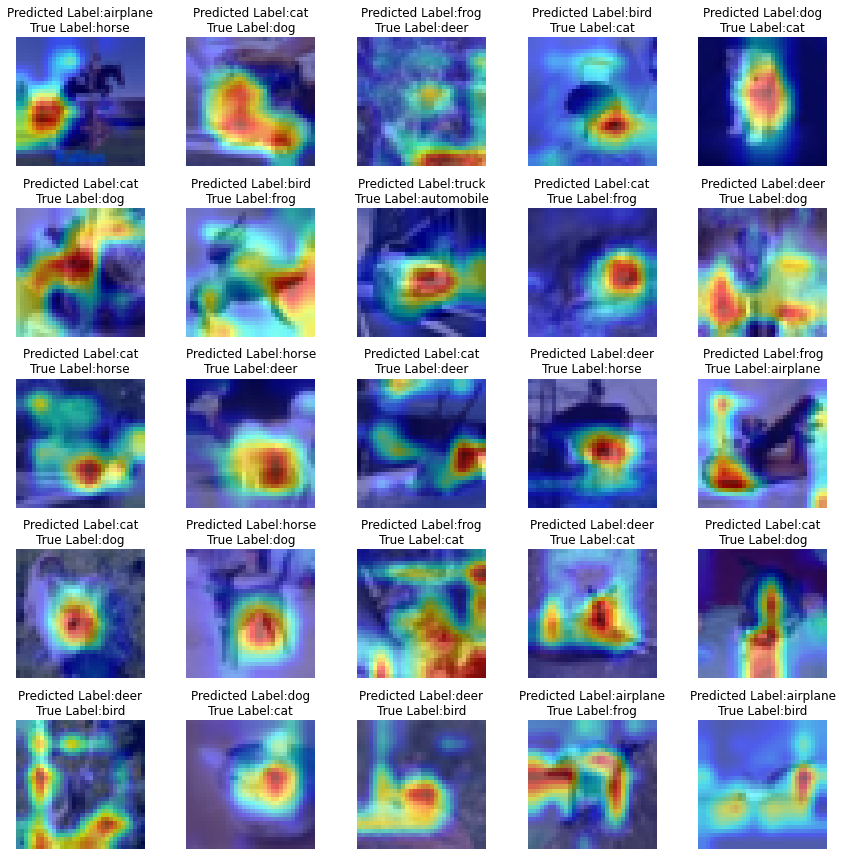 Predicted Label:airplane
True Label:horse
Predicted Label:cat
True Label:dog
Predicted Label:frog
True Label:deer
Predicted Label:bird
True Label:cat
Predicted Label:dog
True Label:cat
Predicted Label:cat
True Label:dog
Predicted Label:bird
True Label:frog
Predicted Label:truck
True Label:automobile
Predicted Label:cat
True Label:frog
Predicted Label:deer
True Label:dog
Predicted Label:cat
True Label:horse
Predicted Label:horse
True Label:deer
Predicted Label:cat
True Label:deer
Predicted Label:deer
True Label:horse
Predicted Label:frog
True Label:airplane
Predicted Label:cat
True Label:dog
Predicted Label:horse
True Label:dog
Predicted Label:frog
True Label:cat
Predicted Label:deer
True Label:cat
Predicted Label:cat
True Label:dog
Predicted Label:deer
True Label:bird
Predicted Label:dog
True Label:cat
Predicted Label:deer
True Label:bird
Predicted Label:airplane
True Label:frog
Predicted Label:airplane
True Label:bird